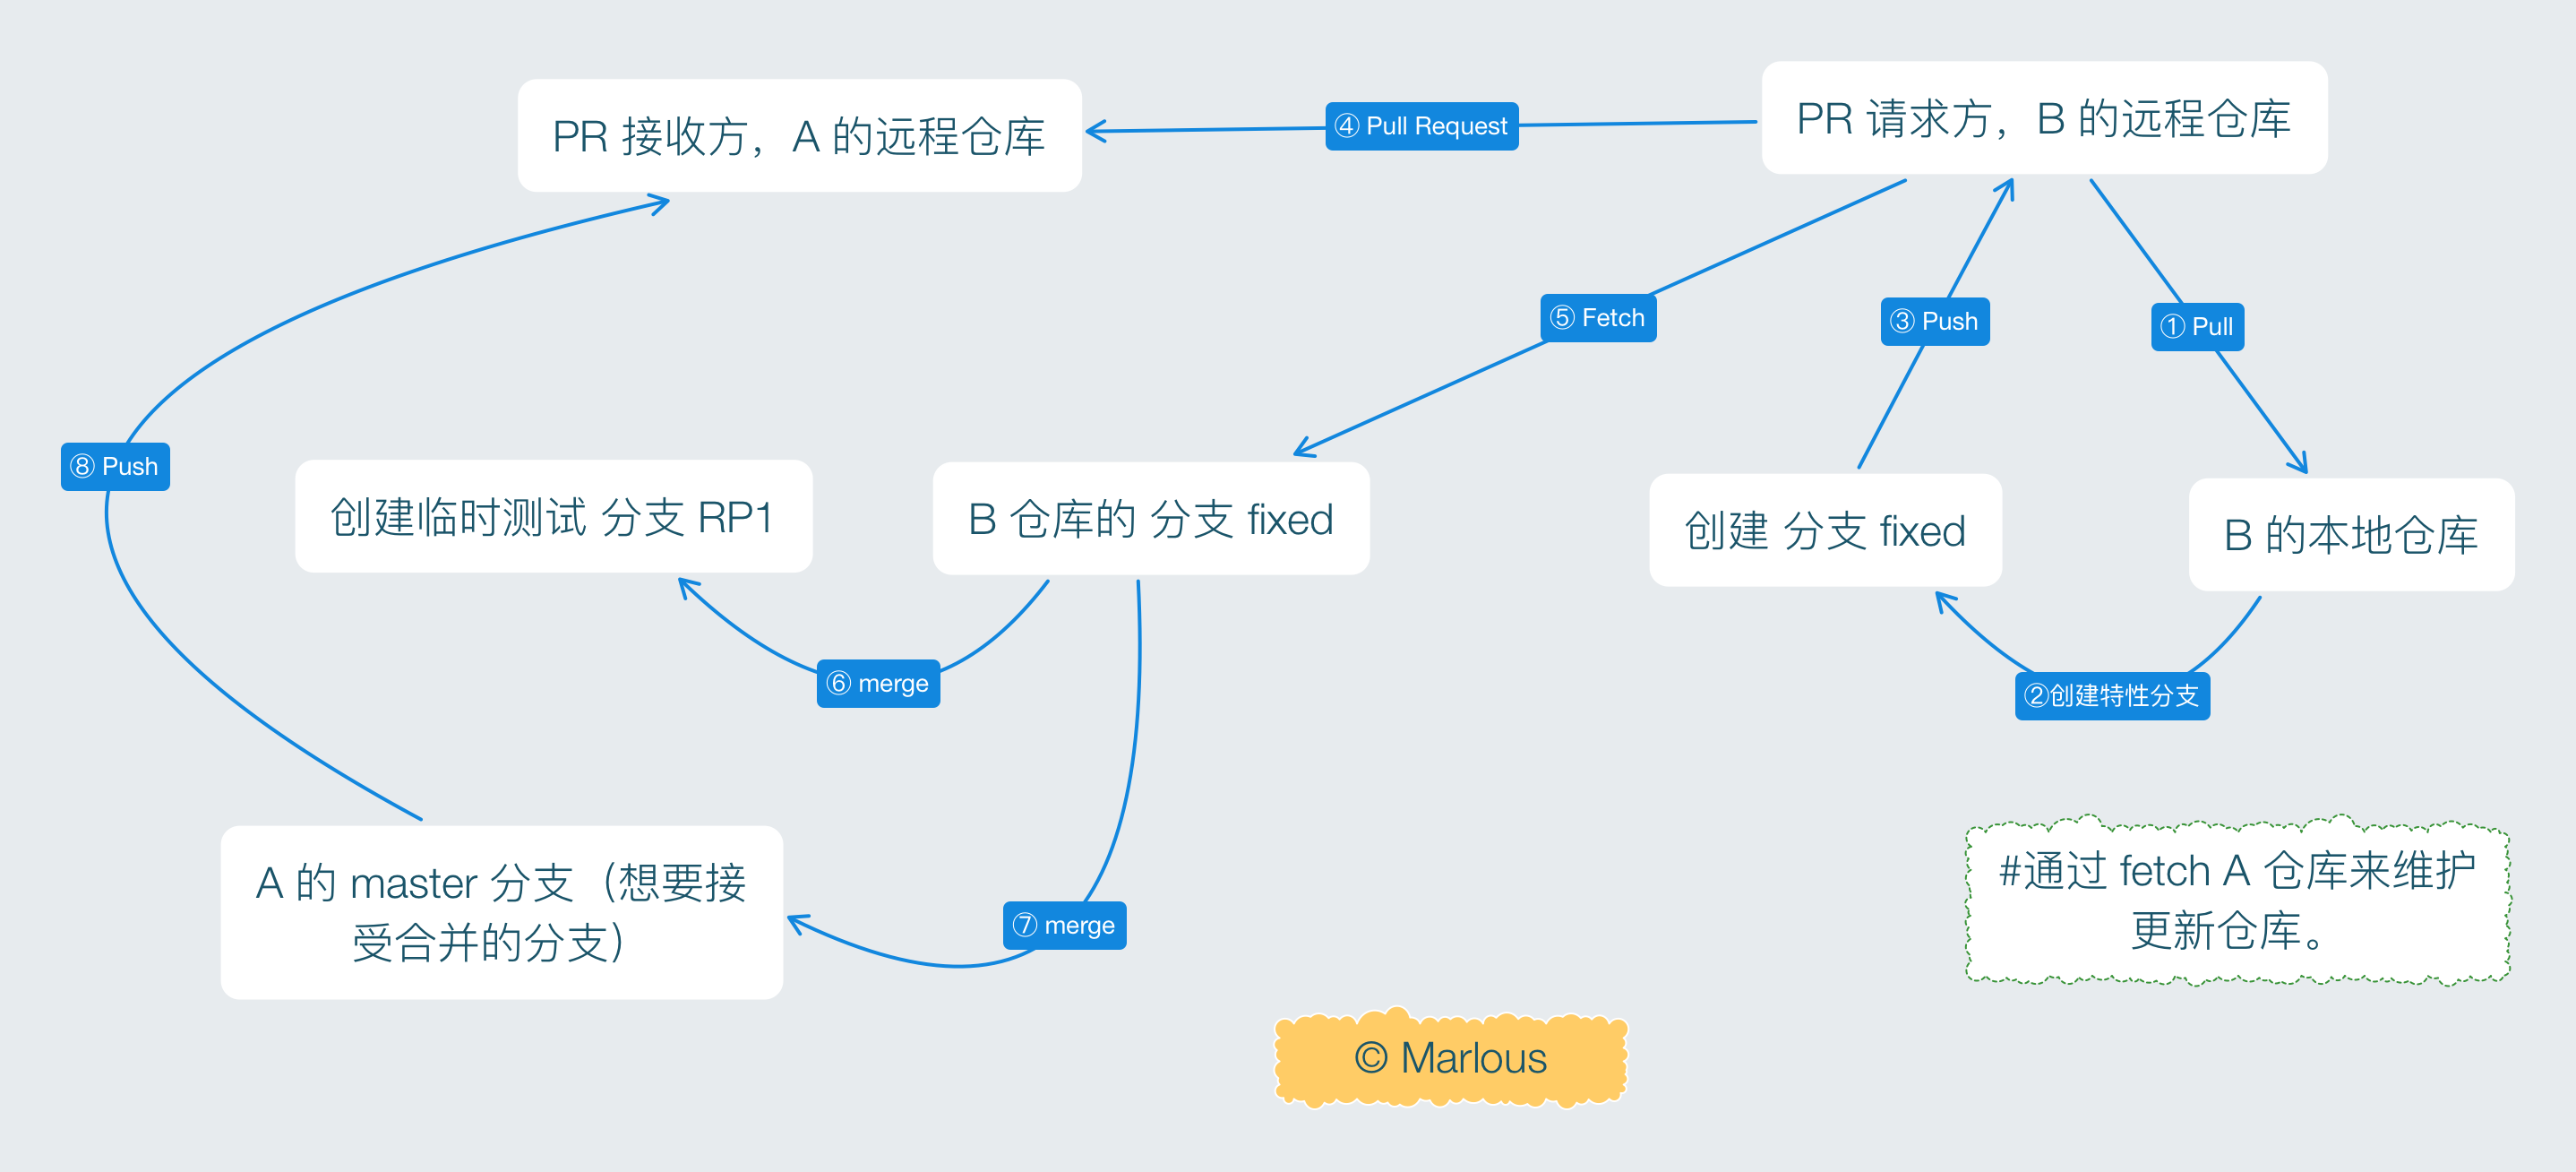 PR 接收方，A 的远程仓库
④ Pull Request
PR 请求方，B 的远程仓库
⑤ Fetch
③ Push
① Pull
⑧ Push
创建临时测试 分支 RP1
B 仓库的 分支 fixed
创建 分支 fixed
B 的本地仓库
⑥ merge
②创建特性分支
A 的 master 分支（想要接
受合并的分支）
⑦ merge
#通过 fetch A 仓库来维护
更新仓库。
© Marlous